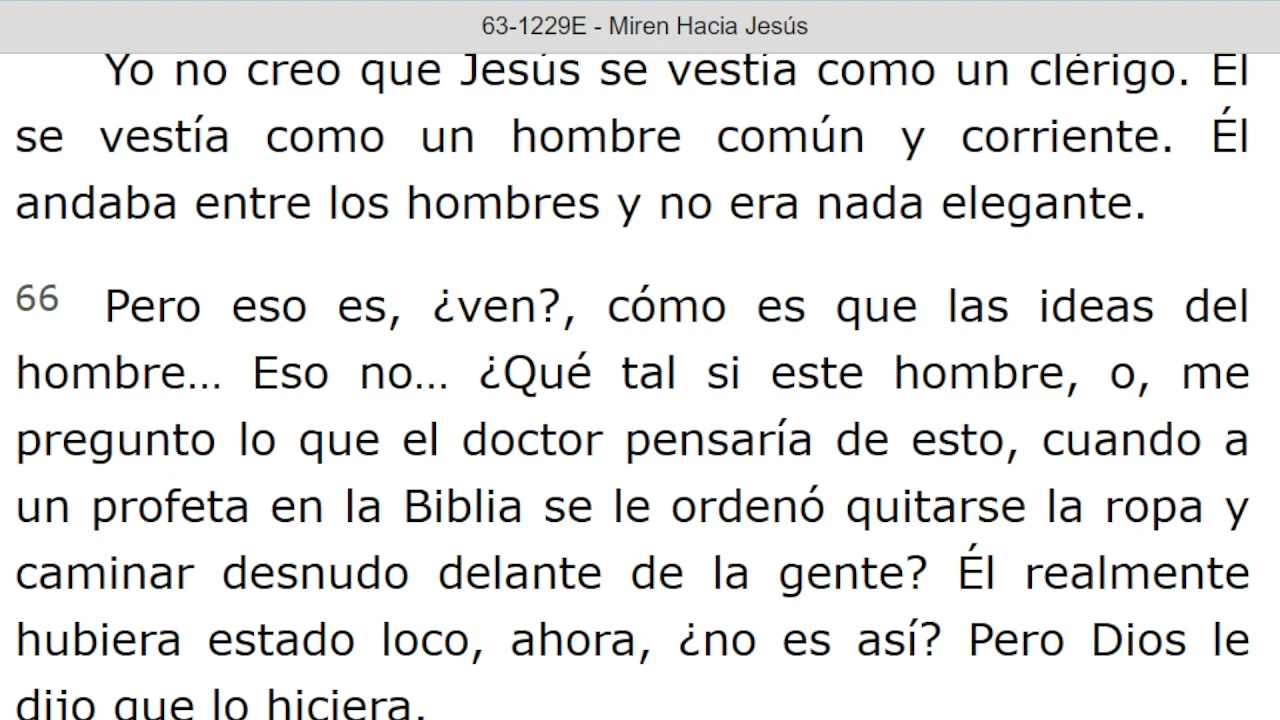 63-1229E - Miren Hacia Jesús
Yo no creo que Jesús se vestía como un clérigo. Él
se vestía como un hombre común y corriente. Él
andaba entre los hombres y no era nada elegante.
66 Pero eso es, ¿ven?, cómo es que las ideas del
hombre… Eso no… ¿Qué tal si este hombre, o, me
pregunto lo que el doctor pensaría de esto, cuando a
un profeta en la Biblia se le ordenó quitarse la ropa y
caminar desnudo delante de la gente? Él realmente
hubiera estado loco, ahora, ¿no es así? Pero Dios le
dijo que lo hiciera.